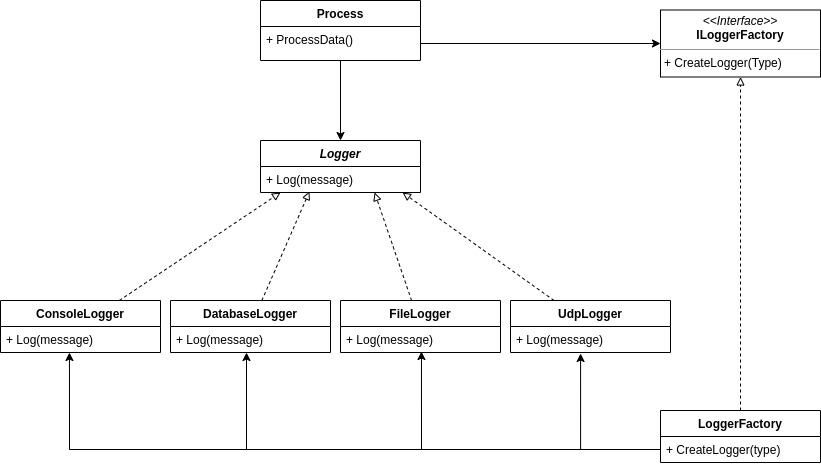 Process
+ ProcessData()
<<Interface>>
ILoggerFactory
+ CreateLogger(Type)
Logger
+ Log(message)
ConsoleLogger
+ Log(message)
DatabaseLogger
+ Log(message)
FileLogger
+ Log(message)
UdpLogger
+ Log(message)
LoggerFactory
+ CreateLogger(type)